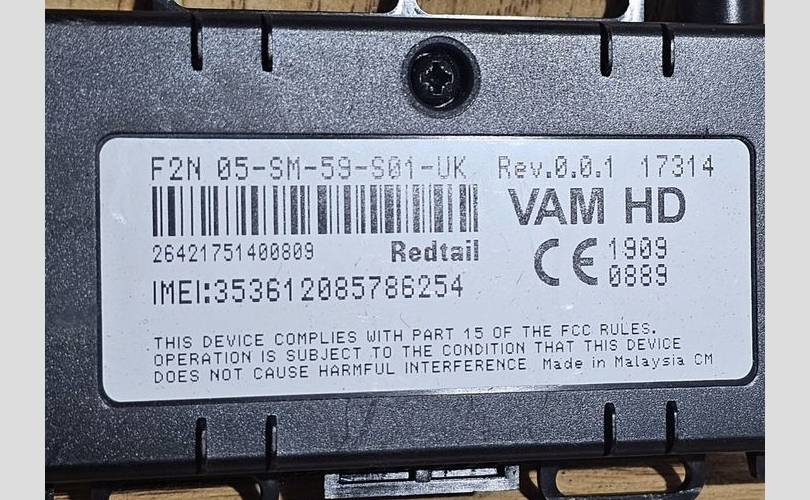 F2N 05-SM-59-S01-UK Rev.0.0.1 17314
VAM HD
26421751400809 Redtail
CE 1909
0889
IMEI:353612085786254
THIS DEVICE COMPLIES WITH PART 15 OF THE FCC RULES.
OPERATION IS SUBJECT TO THE CONDITION THAT THIS DEVICE
DOES NOT CAUSE HARMFUL INTERFERENCE Made in Malaysia CM